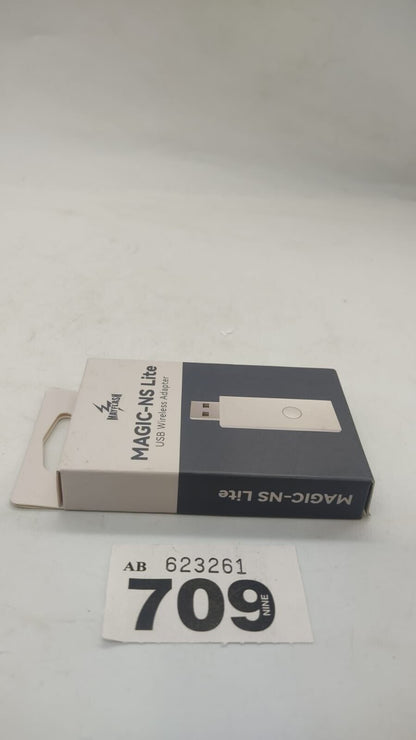 MAYFLASH
MAGIC-NS Lite
USB Wireless Adapter
MAGIC-NS Lite
AB 623261
709
NINE